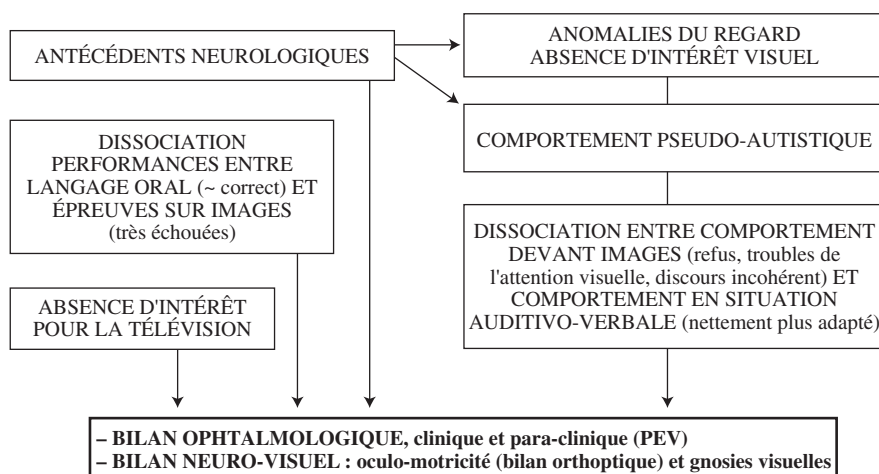 ANTÉCÉDENTS NEUROLOGIQUES
ANOMALIES DU REGARD
ABSENCE D'INTÉRÊT VISUEL
DISSOCIATION
PERFORMANCES ENTRE
LANGAGE ORAL (~ correct) ET
ÉPREUVES SUR IMAGES
(très échouées)
COMPORTEMENT PSEUDO-AUTISTIQUE
DISSOCIATION ENTRE COMPORTEMENT
DEVANT IMAGES (refus, troubles de
l'attention visuelle, discours incohérent) ET
COMPORTEMENT EN SITUATION
AUDITIVO-VERBALE (nettement plus adapté)
ABSENCE D'INTÉRÊT
POUR LA TÉLÉVISION
– BILAN OPHTALMOLOGIQUE, clinique et para-clinique (PEV)
– BILAN NEURO-VISUEL : oculo-motricité (bilan orthoptique) et gnosies visuelles